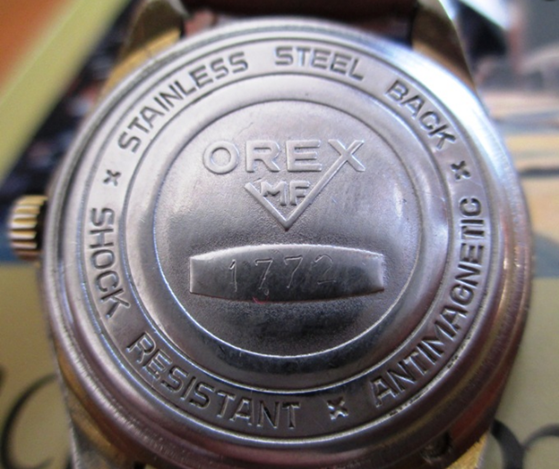 STAINLESS STEEL BACK
OREX
MF
1772
SHOCK RESISTANT × ANTIMAGNETIC ×